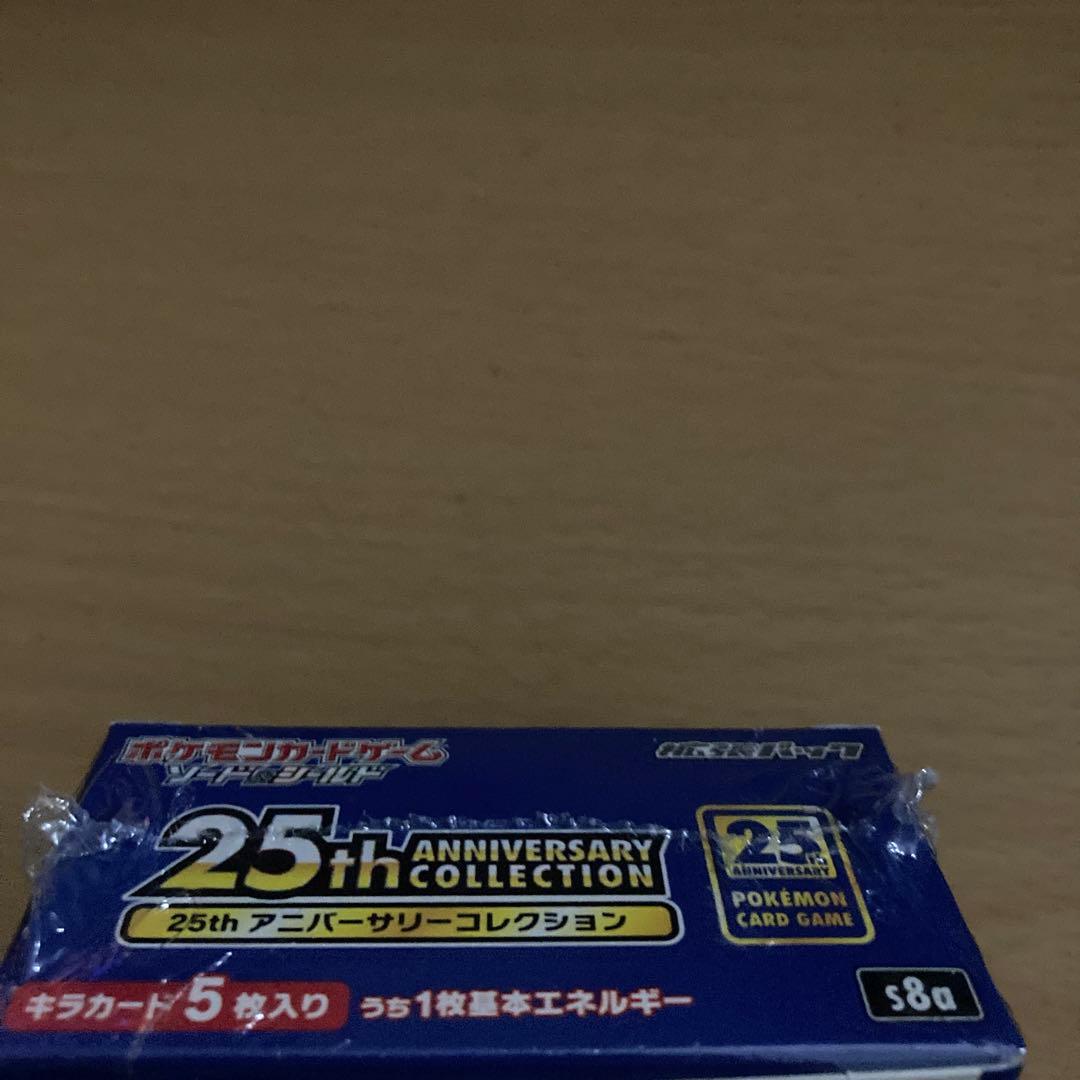 ポケモンカードゲーム
ソード&シールド
拡張パック
25th ANNIVERSARY
COLLECTION
25th アニバーサリーコレクション
25th
ANNIVERSARY
POKÉMON
CARD GAME
キラカード5枚入り うち1枚基本エネルギー
s8a